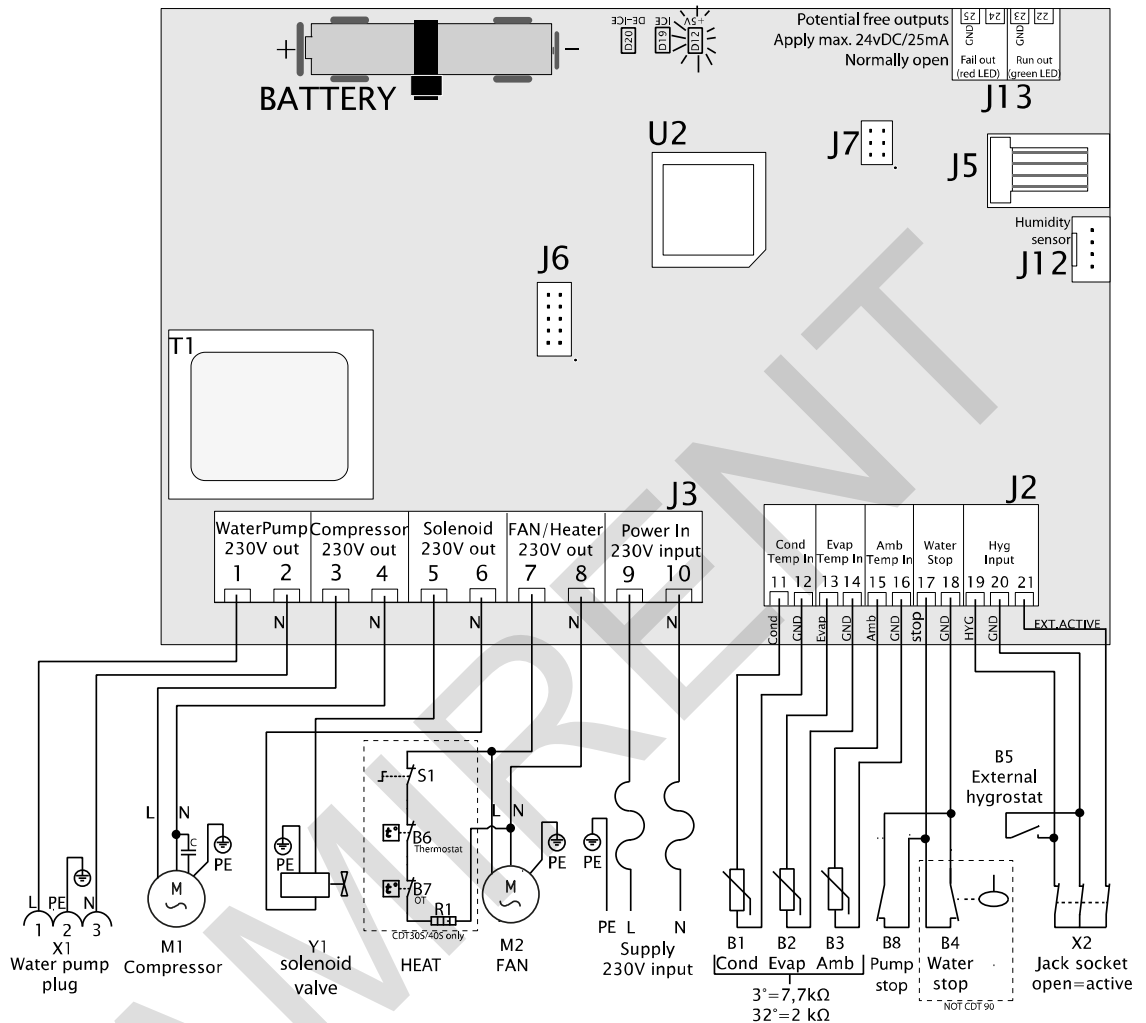 +
-
BATTERY
DE-ICE
ICE
+5V
D20
D19
D12
Potential free outputs
Apply max. 24vDC/25mA
Normally open
25
24
23
22
GND
GND
Fail out
(red LED)
Run out
(green LED)
J13
U2
J7
J5
Humidity
sensor
J12
J6
T1
J3
J2
WaterPump
230V out
Compressor
230V out
Solenoid
230V out
FAN/Heater
230V out
Power In
230V input
1 2 3 4 5 6 7 8 9 10
Cond
Temp In
Evap
Temp In
Amb
Temp In
Water
Stop
Hyg
Input
11 12 13 14 15 16 17 18 19 20 21
N
N
N
N
N
Cond
GND
Evap
GND
Amb
GND
stop
GND
HYG
GND
EXT.ACTIVE
AMIRENT
L PE N
1 2 3
X1
Water pump
plug
L N
C
PE
M
M1
Compressor
PE
Y1
solenoid
valve
S1
t°
B6
Thermostat
t°
B7
OT
R1
CDT30S/40S only
HEAT
L N
M
PE
M2
FAN
PE
PE L N
Supply
230V input
B1 B2 B3
Cond Evap Amb
3°=7,7kΩ
32°=2 kΩ
B8
Pump
stop
B4
Water
stop
NOT CDT 90
B5
External
hygrostat
X2
Jack socket
open=active